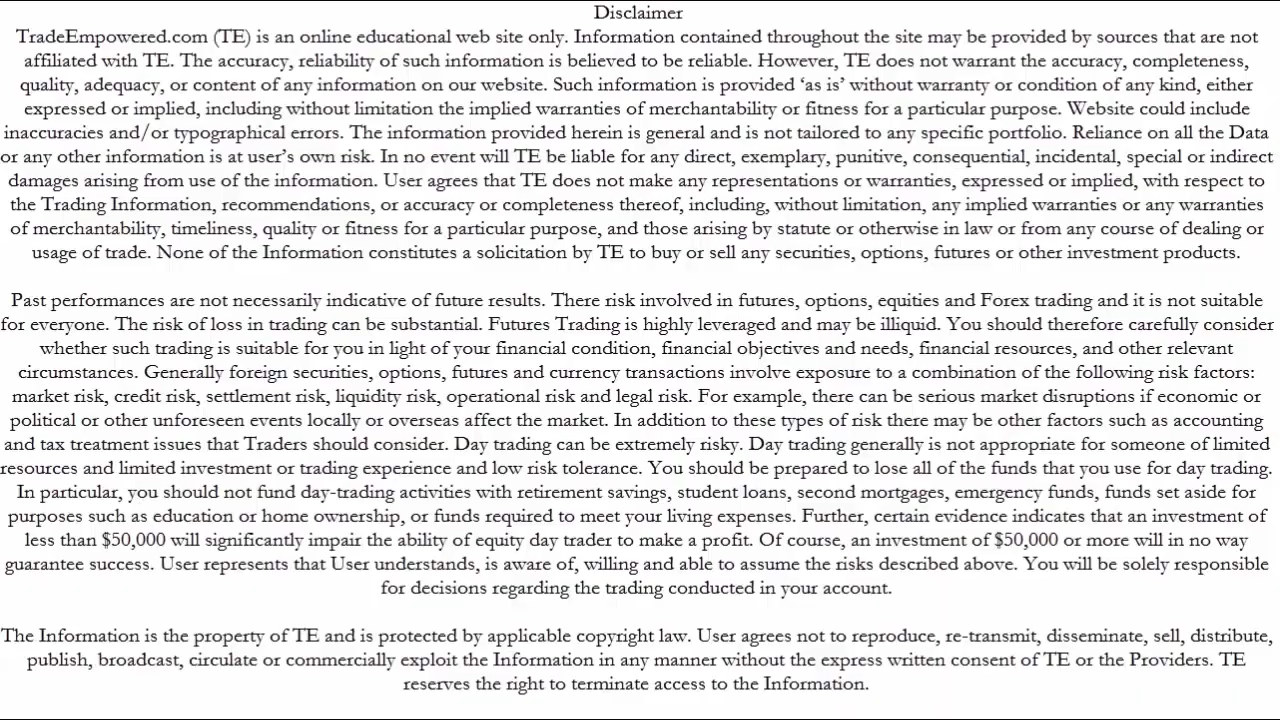 Disclaimer
TradeEmpowered.com (TE) is an online educational web site only. Information contained throughout the site may be provided by sources that are not
affiliated with TE. The accuracy, reliability of such information is believed to be reliable. However, TE does not warrant the accuracy, completeness,
quality, adequacy, or content of any information on our website. Such information is provided ‘as is’ without warranty or condition of any kind, either
expressed or implied, including without limitation the implied warranties of merchantability or fitness for a particular purpose. Website could include
inaccuracies and/or typographical errors. The information provided herein is general and is not tailored to any specific portfolio. Reliance on all the Data
or any other information is at user’s own risk. In no event will TE be liable for any direct, exemplary, punitive, consequential, incidental, special or indirect
damages arising from use of the information. User agrees that TE does not make any representations or warranties, expressed or implied, with respect to
the Trading Information, recommendations, or accuracy or completeness thereof, including, without limitation, any implied warranties or any warranties
of merchantability, timeliness, quality or fitness for a particular purpose, and those arising by statute or otherwise in law or from any course of dealing or
usage of trade. None of the Information constitutes a solicitation by TE to buy or sell any securities, options, futures or other investment products.
Past performances are not necessarily indicative of future results. There risk involved in futures, options, equities and Forex trading and it is not suitable
for everyone. The risk of loss in trading can be substantial. Futures Trading is highly leveraged and may be illiquid. You should therefore carefully consider
whether such trading is suitable for you in light of your financial condition, financial objectives and needs, financial resources, and other relevant
circumstances. Generally foreign securities, options, futures and currency transactions involve exposure to a combination of the following risk factors:
market risk, credit risk, settlement risk, liquidity risk, operational risk and legal risk. For example, there can be serious market disruptions if economic or
political or other unforeseen events locally or overseas affect the market. In addition to these types of risk there may be other factors such as accounting
and tax treatment issues that Traders should consider. Day trading can be extremely risky. Day trading generally is not appropriate for someone of limited
resources and limited investment or trading experience and low risk tolerance. You should be prepared to lose all of the funds that you use for day trading.
In particular, you should not fund day-trading activities with retirement savings, student loans, second mortgages, emergency funds, funds set aside for
purposes such as education or home ownership, or funds required to meet your living expenses. Further, certain evidence indicates that an investment of
less than $50,000 will significantly impair the ability of equity day trader to make a profit. Of course, an investment of $50,000 or more will in no way
guarantee success. User represents that User understands, is aware of, willing and able to assume the risks described above. You will be solely responsible
for decisions regarding the trading conducted in your account.
The Information is the property of TE and is protected by applicable copyright law. User agrees not to reproduce, re-transmit, disseminate, sell, distribute,
publish, broadcast, circulate or commercially exploit the Information in any manner without the express written consent of TE or the Providers. TE
reserves the right to terminate access to the Information.